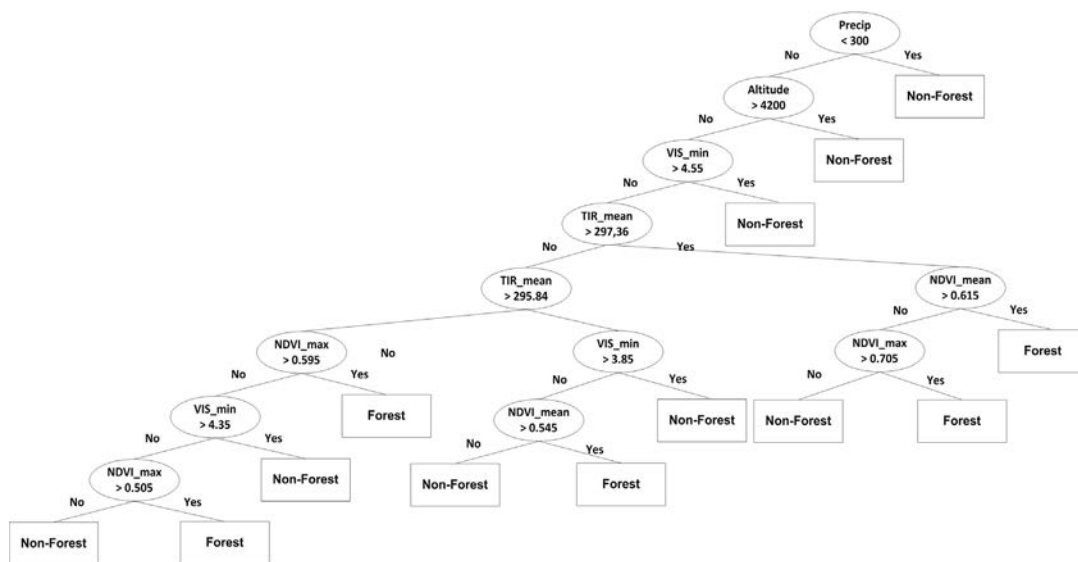 Precip
< 300
No
Yes
Altitude
> 4200
Non-Forest
No
Yes
VIS_min
> 4.55
Non-Forest
No
Yes
TIR_mean
> 297,36
Non-Forest
No
Yes
TIR_mean
> 295.84
NDVI_mean
> 0.615
No
Yes
NDVI_max
> 0.595
No
VIS_min
> 3.85
NDVI_max
> 0.705
Forest
No
Yes
No
Yes
No
Yes
VIS_min
> 4.35
Forest
NDVI_mean
> 0.545
Non-Forest
Non-Forest
Forest
No
Yes
No
Yes
NDVI_max
> 0.505
Non-Forest
Non-Forest
Forest
No
Yes
Non-Forest
Forest